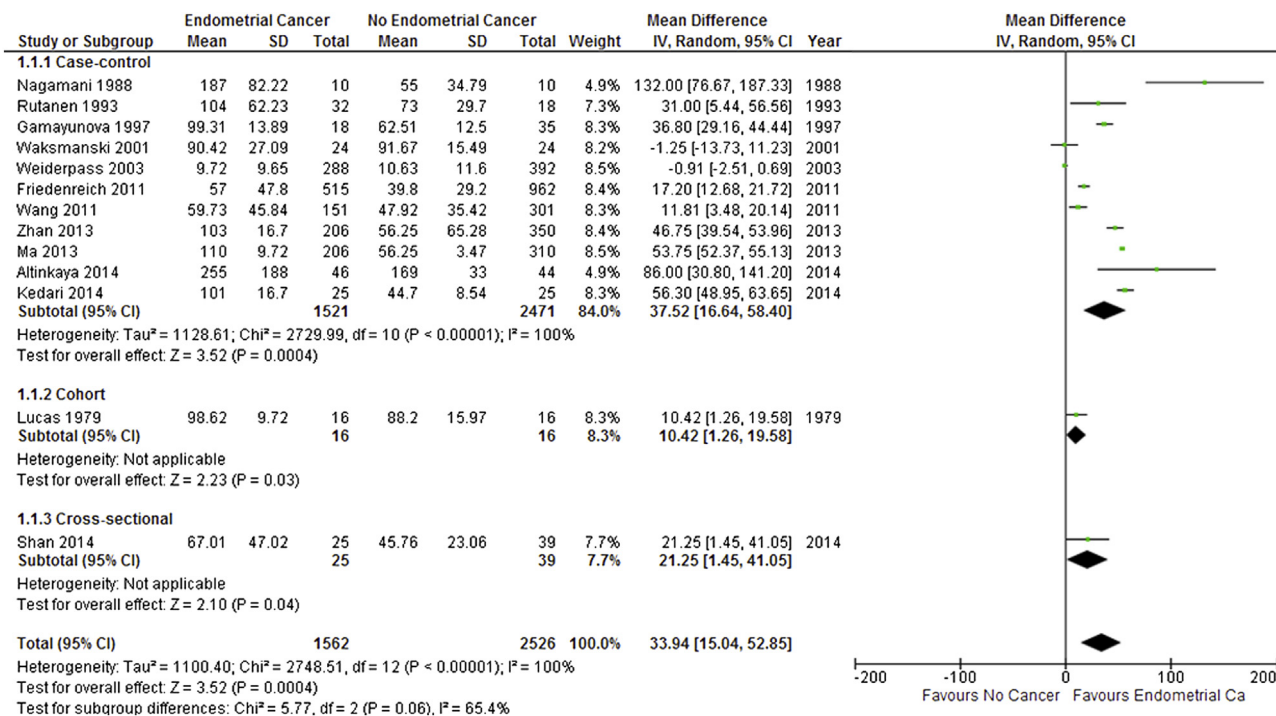 Endometrial Cancer No Endometrial Cancer Mean Difference Mean Difference
Study or Subgroup Mean SD Total Mean SD Total Weight IV, Random, 95% CI Year IV, Random, 95% CI
1.1.1 Case-control
Nagamani 1988 187 82.22 10 55 34.79 10 4.9% 132.00 [76.67, 187.33] 1988
Rutanen 1993 104 62.23 32 73 29.7 18 7.3% 31.00 [5.44, 56.56] 1993
Gamayunova 1997 99.31 13.89 18 62.51 12.5 35 8.3% 36.80 [29.16, 44.44] 1997
Waksmanski 2001 90.42 27.09 24 91.67 15.49 24 8.2% -1.25 [-13.73, 11.23] 2001
Weiderpass 2003 9.72 9.65 288 10.63 11.6 392 8.5% -0.91 [-2.51, 0.69] 2003
Friedenreich 2011 57 47.8 515 39.8 29.2 962 8.4% 17.20 [12.68, 21.72] 2011
Wang 2011 59.73 45.84 151 47.92 35.42 301 8.3% 11.81 [3.48, 20.14] 2011
Zhan 2013 103 16.7 206 56.25 65.28 350 8.3% 46.75 [39.54, 53.96] 2013
Ma 2013 110 9.72 206 56.25 3.47 310 8.5% 53.75 [52.37, 55.13] 2013
Altinkaya 2014 255 188 46 169 33 44 4.9% 86.00 [30.80, 141.20] 2014
Kedari 2014 101 16.7 25 44.7 8.54 25 8.3% 56.30 [48.95, 63.65] 2014
Subtotal (95% CI) 1521 2471 84.0% 37.52 [16.64, 58.40]
Heterogeneity: Tau² = 1128.61; Chi² = 2729.99, df = 10 (P < 0.00001); I² = 100%
Test for overall effect: Z = 3.52 (P = 0.0004)
1.1.2 Cohort
Lucas 1979 98.62 9.72 16 88.2 15.97 16 8.3% 10.42 [1.26, 19.58] 1979
Subtotal (95% CI) 16 16 8.3% 10.42 [1.26, 19.58]
Heterogeneity: Not applicable
Test for overall effect: Z = 2.23 (P = 0.03)
1.1.3 Cross-sectional
Shan 2014 67.01 47.02 25 45.76 23.06 39 7.7% 21.25 [1.45, 41.05] 2014
Subtotal (95% CI) 25 39 7.7% 21.25 [1.45, 41.05]
Heterogeneity: Not applicable
Test for overall effect: Z = 2.10 (P = 0.04)
Total (95% CI) 1562 2526 100.0% 33.94 [15.04, 52.85]
Heterogeneity: Tau² = 1100.40; Chi² = 2748.51, df = 12 (P < 0.00001); I² = 100%
Test for overall effect: Z = 3.52 (P = 0.0004)
Test for subgroup differences: Chi² = 5.77, df = 2 (P = 0.06), I² = 65.4%
-200 -100 0 100 200
Favours No Cancer Favours Endometrial Ca